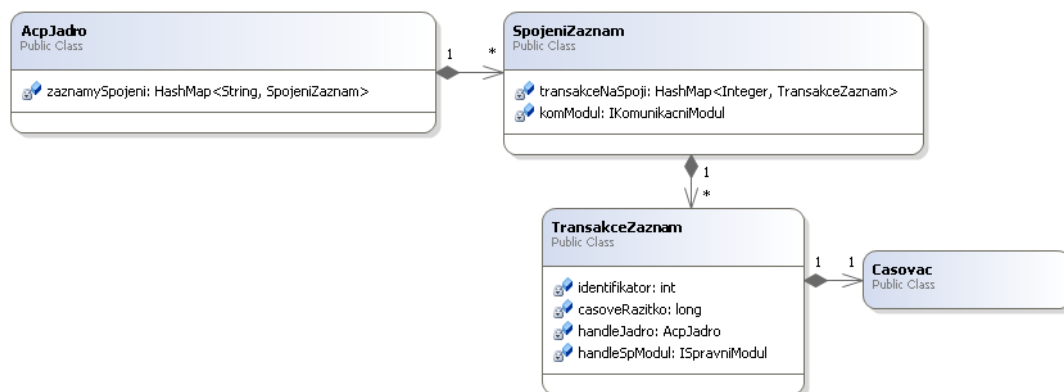 AcpJadro
Public Class
zaznamySpojeni: HashMap<String, SpojeniZaznam>
1
*
SpojeniZaznam
Public Class
transakceNaSpoji: HashMap<Integer, TransakceZaznam>
komModul: IKomunikacniModul
1
*
TransakceZaznam
Public Class
identifikator: int
casoveRazitko: long
handleJadro: AcpJadro
handleSpModul: ISpravniModul
1
1
Casovac
Public Class